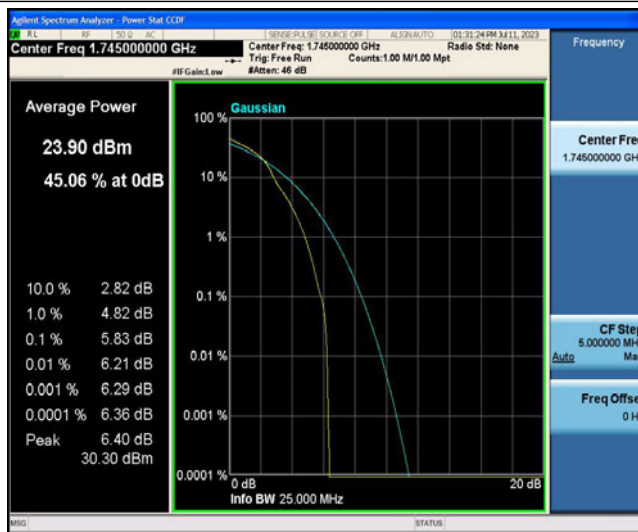 Agilent Spectrum Analyzer - Power Stat CCDF
RL RF 50 Ω AC SENSE:PULSE SOURCE OFF ALIGN AUTO 01:31:24 PM Jul 11, 2023
Center Freq 1.745000000 GHz
Center Freq: 1.745000000 GHz Radio Std: None
Trig: Free Run Counts:1.00 M/1.00 Mpt
#IFGain:Low #Atten: 46 dB
Frequency
Average Power
23.90 dBm
45.06 % at 0dB
10.0 % 2.82 dB
1.0 % 4.82 dB
0.1 % 5.83 dB
0.01 % 6.21 dB
0.001 % 6.29 dB
0.0001 % 6.36 dB
Peak 6.40 dB
30.30 dBm
Gaussian
100 %
10 %
1 %
0.1 %
0.01 %
0.001 %
0.0001 %
0 dB 20 dB
Info BW 25.000 MHz
Center Fre
1.745000000 GH
CF Ste
5.000000 MH
Auto Ma
Freq Offse
0 H
MSG STATUS